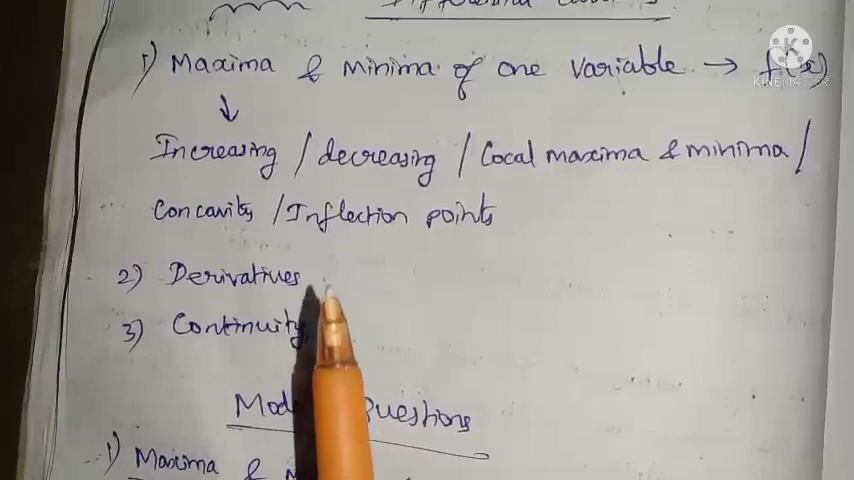 1) Maxima & minima of one variable → f(x)
↓
Increasing / decreasing / Local maxima & minima /
Concavity / Inflection points
2) Derivatives
3) Continuity
Questions
1) Maxima &